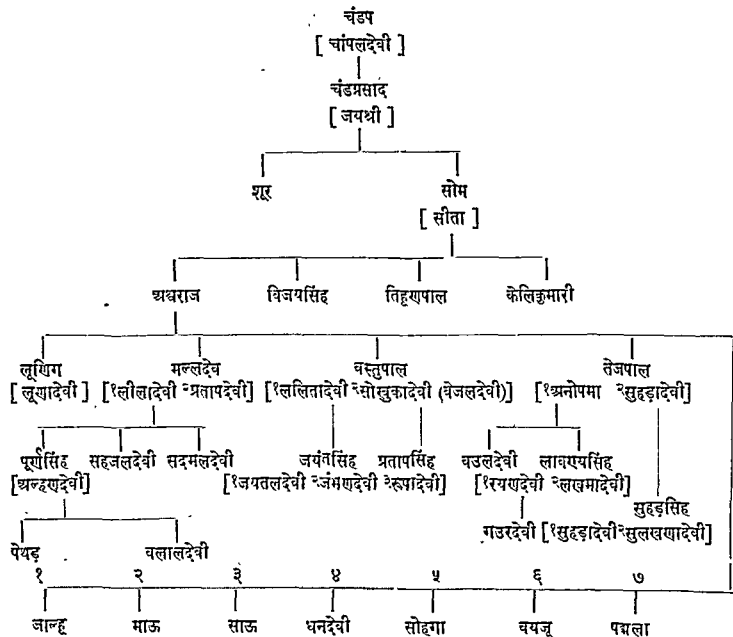 चंडप
[ चांपलदेवी ]
चंडप्रसाद
[ जयश्री ]
शूर सोम
[ सीता ]
अश्वराज विजयसिंह तिहुणपाल केलिकुमारी
लूणिग मल्लदेव वस्तुपाल तेजपाल
[ लूणादेवी ] [१लीलादेवी २प्रतापदेवी] [१ललितादेवी २सोखुकादेवी (वेजलदेवी)] [१अनोपमा २सुहड़ादेवी]
पूर्णसिंह सहजलदेवी सदमलदेवी जयंतसिंह प्रतापसिंह वउलदेवी लावण्यसिंह
[अल्हणदेवी] [१जयतलदेवी २जंमणदेवी ३रूपादेवी] [१रयणदेवी २लखमादेवी]
सुहड़सिंह
गउरदेवी [१सुहड़ादेवी२सुलखणादेवी]
पेथड़ वलालदेवी
१ २ ३ ४ ५ ६ ७
जाल्हू माऊ साऊ धनदेवी सोहगा वयजू पद्मला